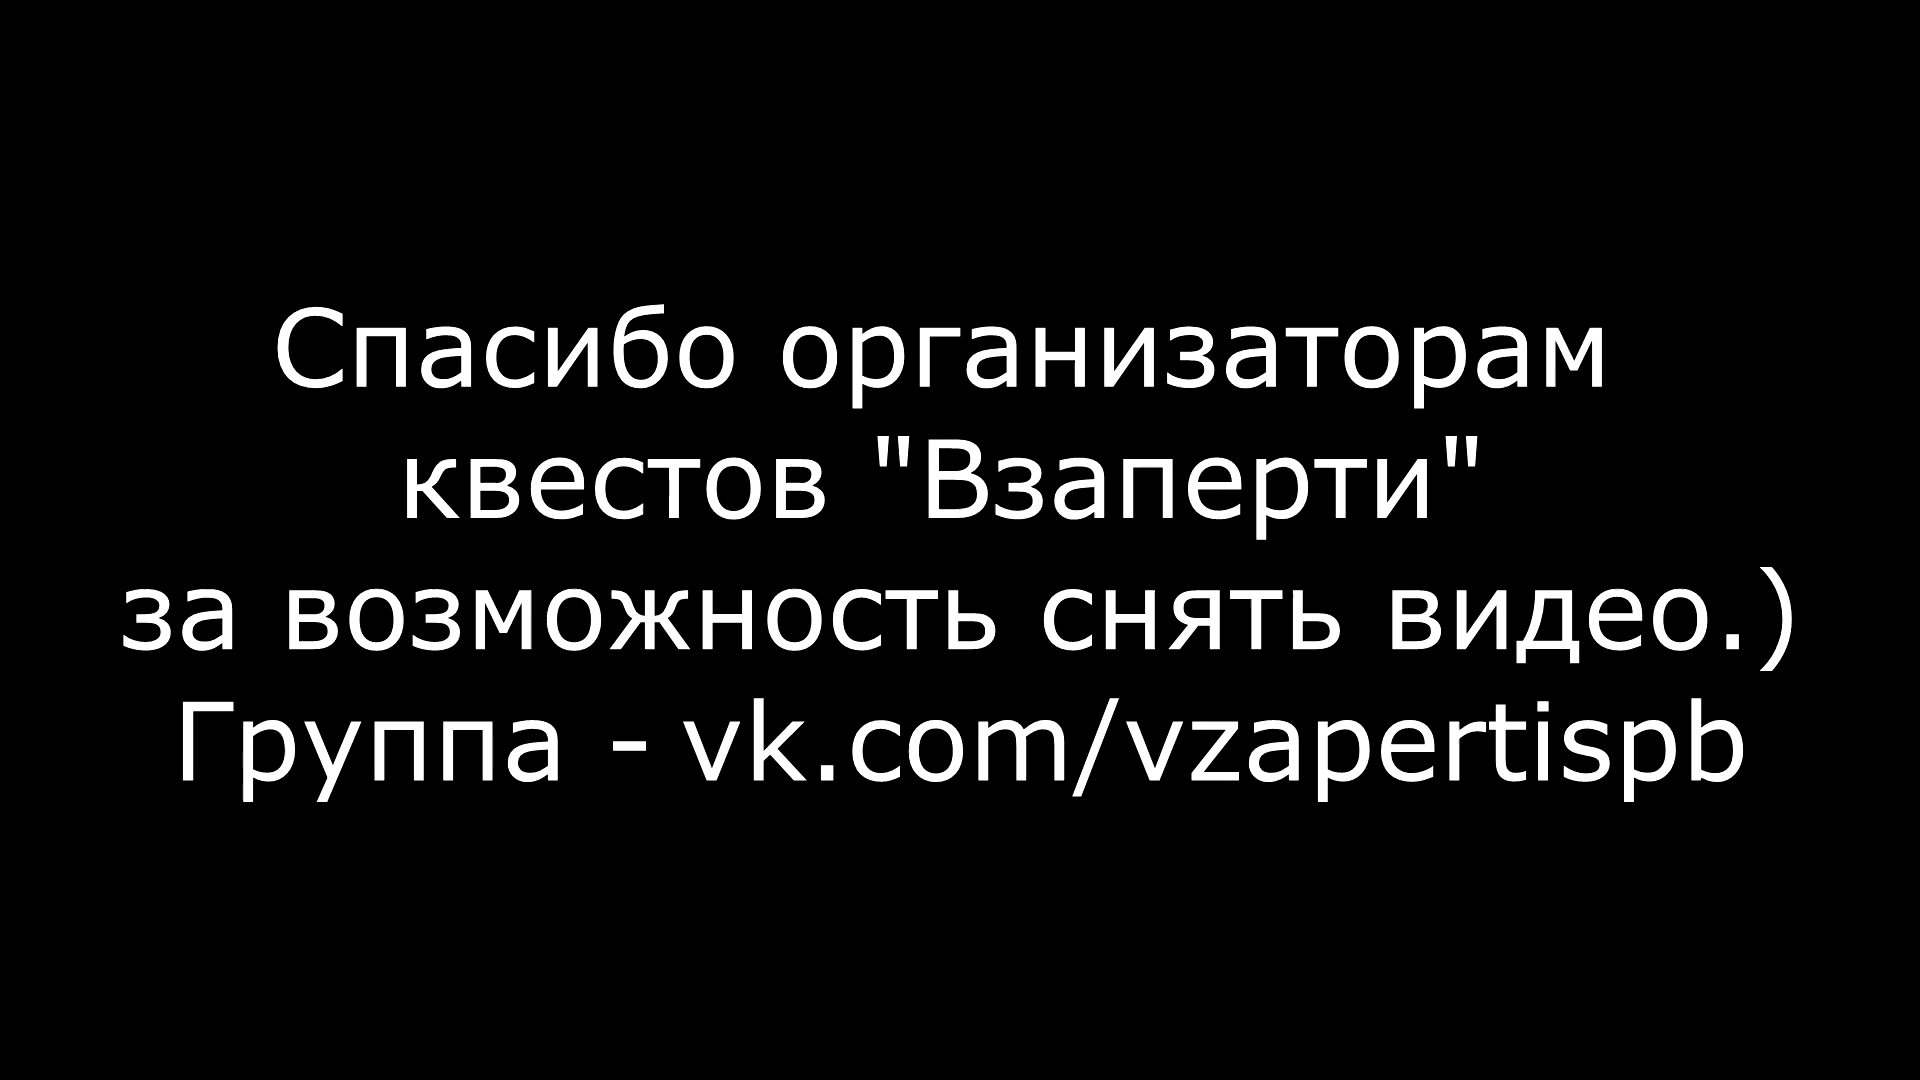 Спасибо организаторам
квестов "Взаперти"
за возможность снять видео.)
Группа - vk.com/vzapertispb